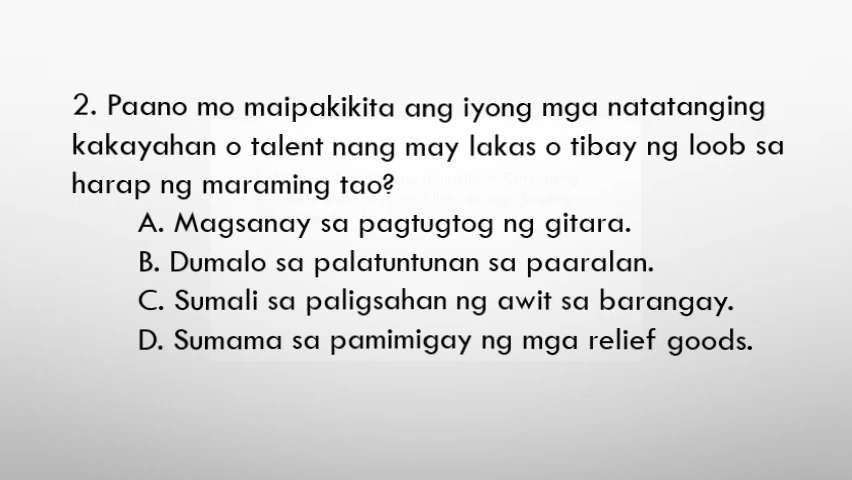 2. Paano mo maipakikita ang iyong mga natatanging
kakayahan o talent nang may lakas o tibay ng loob sa
harap ng maraming tao?
A. Magsanay sa pagtugtog ng gitara.
B. Dumalo sa palatuntunan sa paaralan.
C. Sumali sa paligsahan ng awit sa barangay.
D. Sumama sa pamimigay ng mga relief goods.